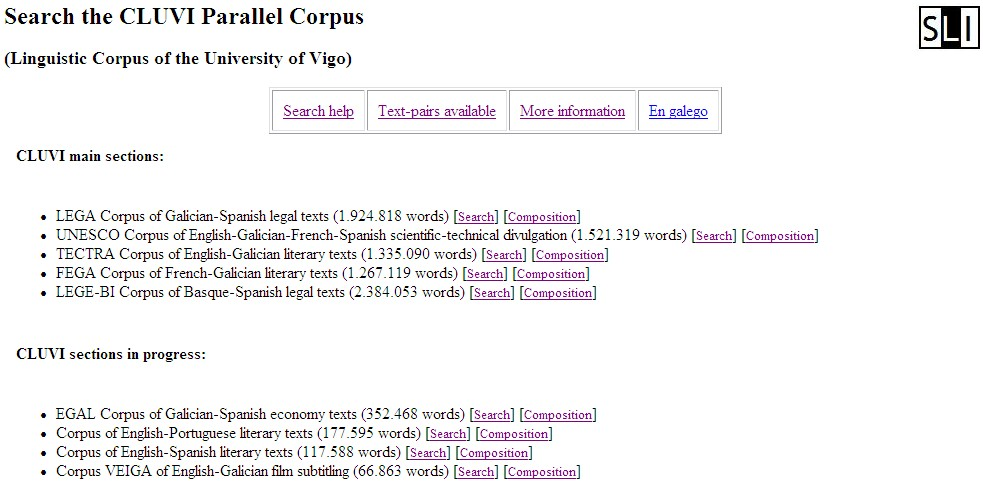 Search the CLUVI Parallel Corpus
SLI
(Linguistic Corpus of the University of Vigo)
Search help Text-pairs available More information En galego
CLUVI main sections:
• LEGA Corpus of Galician-Spanish legal texts (1.924.818 words) [Search] [Composition]
• UNESCO Corpus of English-Galician-French-Spanish scientific-technical divulgation (1.521.319 words) [Search] [Composition]
• TECTRA Corpus of English-Galician literary texts (1.335.090 words) [Search] [Composition]
• FEGA Corpus of French-Galician literary texts (1.267.119 words) [Search] [Composition]
• LEGE-BI Corpus of Basque-Spanish legal texts (2.384.053 words) [Search] [Composition]
CLUVI sections in progress:
• EGAL Corpus of Galician-Spanish economy texts (352.468 words) [Search] [Composition]
• Corpus of English-Portuguese literary texts (177.595 words) [Search] [Composition]
• Corpus of English-Spanish literary texts (117.588 words) [Search] [Composition]
• Corpus VEIGA of English-Galician film subtitling (66.863 words) [Search] [Composition]